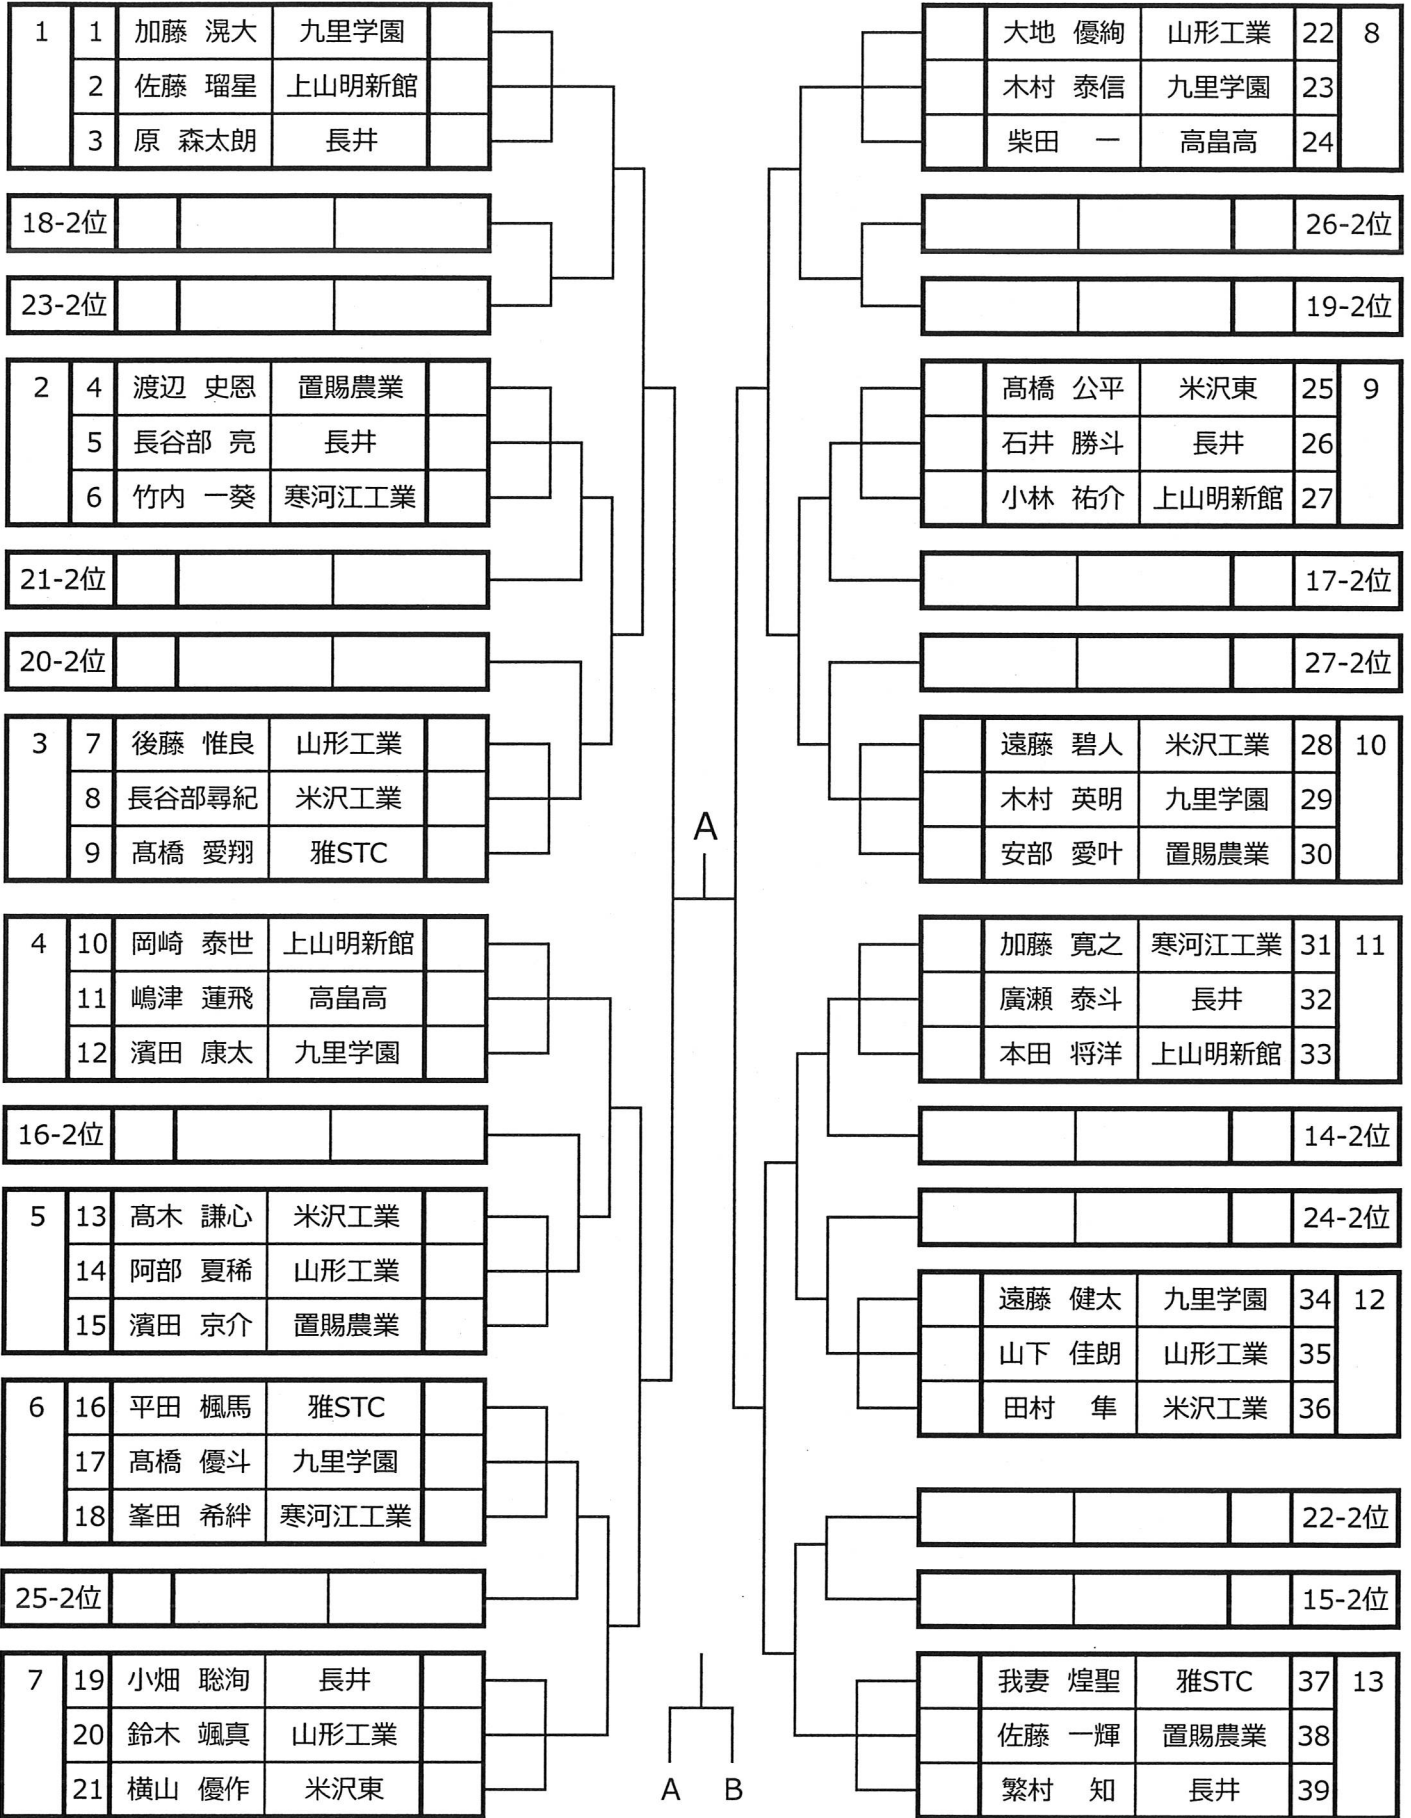 1 1 加藤 滉大 九里学園
2 佐藤 瑠星 上山明新館
3 原 森太朗 長井
18-2位
23-2位
2 4 渡辺 史恩 置賜農業
5 長谷部 亮 長井
6 竹内 一葵 寒河江工業
21-2位
20-2位
3 7 後藤 惟良 山形工業
8 長谷部尋紀 米沢工業
9 髙橋 愛翔 雅STC
4 10 岡崎 泰世 上山明新館
11 嶋津 蓮飛 高畠高
12 濱田 康太 九里学園
16-2位
5 13 髙木 謙心 米沢工業
14 阿部 夏稀 山形工業
15 濱田 京介 置賜農業
6 16 平田 楓馬 雅STC
17 髙橋 優斗 九里学園
18 峯田 希絆 寒河江工業
25-2位
7 19 小畑 聡洵 長井
20 鈴木 颯真 山形工業
21 横山 優作 米沢東
A
A B
大地 優絢 山形工業 22 8
木村 泰信 九里学園 23
柴田 一 高畠高 24
26-2位
19-2位
髙橋 公平 米沢東 25 9
石井 勝斗 長井 26
小林 祐介 上山明新館 27
17-2位
27-2位
遠藤 碧人 米沢工業 28 10
木村 英明 九里学園 29
安部 愛叶 置賜農業 30
加藤 寛之 寒河江工業 31 11
廣瀬 泰斗 長井 32
本田 将洋 上山明新館 33
14-2位
24-2位
遠藤 健太 九里学園 34 12
山下 佳朗 山形工業 35
田村 隼 米沢工業 36
22-2位
15-2位
我妻 煌聖 雅STC 37 13
佐藤 一輝 置賜農業 38
繁村 知 長井 39